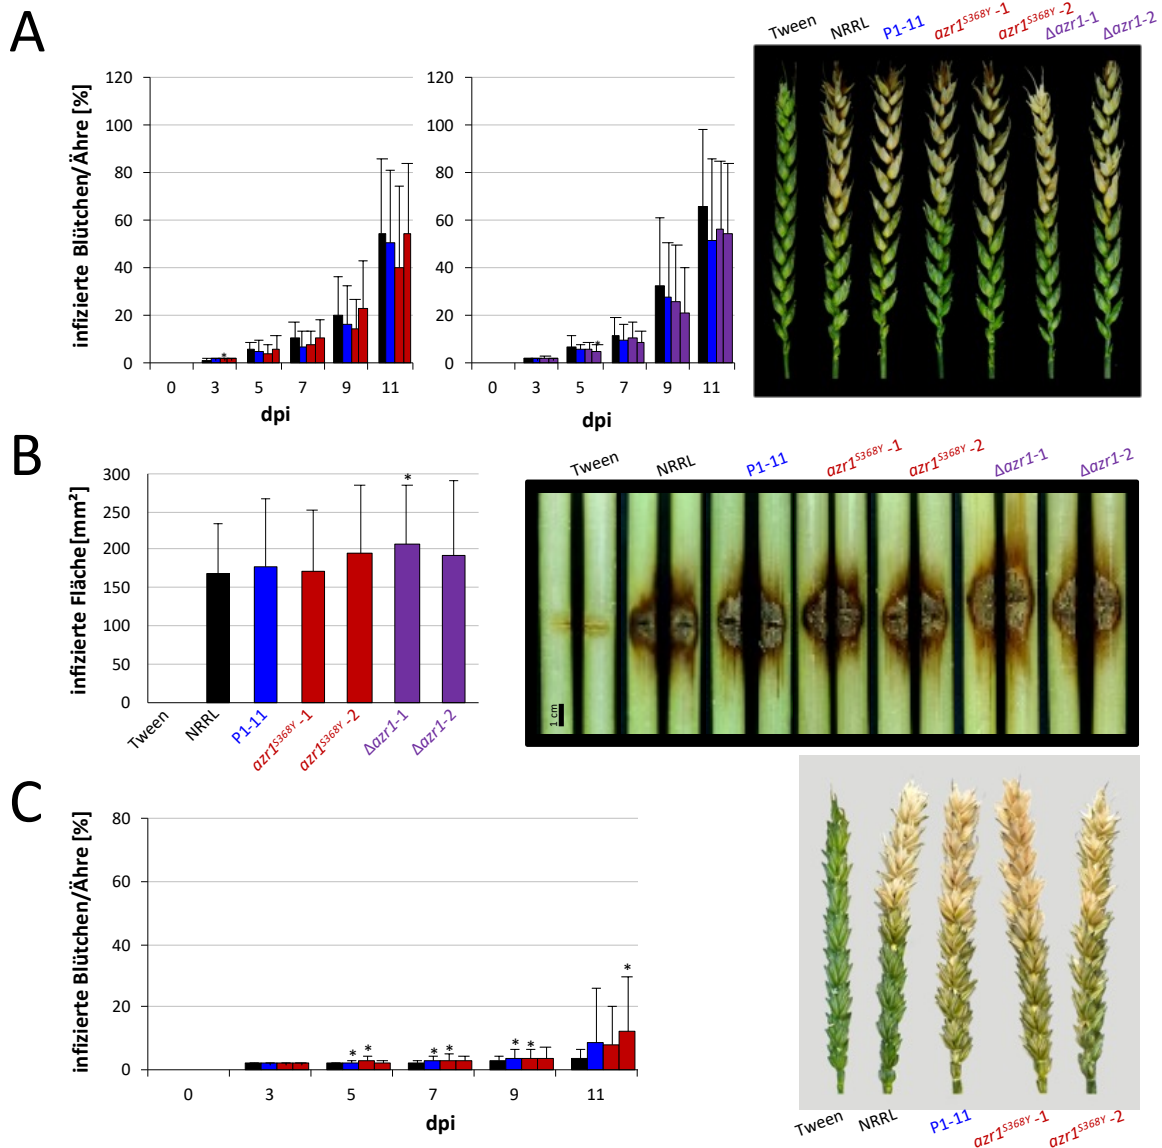 A
Tween NRRL P1-11 azr1S368Y-1 azr1S368Y-2 Δazr1-1 Δazr1-2
infizierte Blütchen/Ähre [%]
120
100
80
60
40
20
0
*
0 3 5 7 9 11
dpi
120
100
80
60
40
20
0
*
0 3 5 7 9 11
dpi
B
infizierte Fläche [mm²]
300
250
200
150
100
50
0
*
Tween NRRL P1-11 azr1S368Y-1 azr1S368Y-2 Δazr1-1 Δazr1-2
Tween NRRL P1-11 azr1S368Y-1 azr1S368Y-2 Δazr1-1 Δazr1-2
1 cm
C
infizierte Blütchen/Ähre [%]
80
60
40
20
0
* * * * * * *
0 3 5 7 9 11
dpi
Tween NRRL P1-11 azr1S368Y-1 azr1S368Y-2